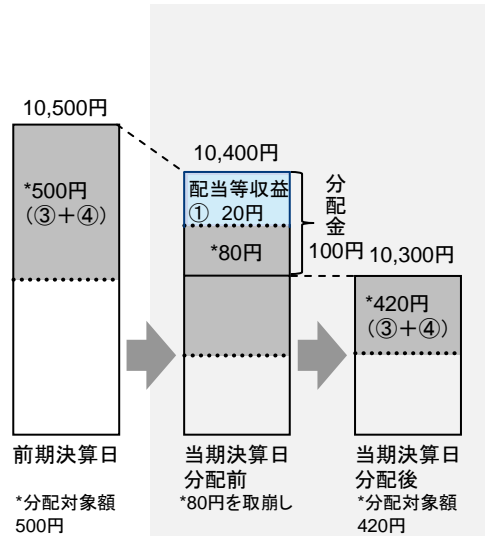 10,500円
*500円
(③+④)
前期決算日
*分配対象額
500円
10,400円
配当等収益
① 20円
*80円
分配金
100円
当期決算日
分配前
*80円を取崩し
10,300円
*420円
(③+④)
当期決算日
分配後
*分配対象額
420円